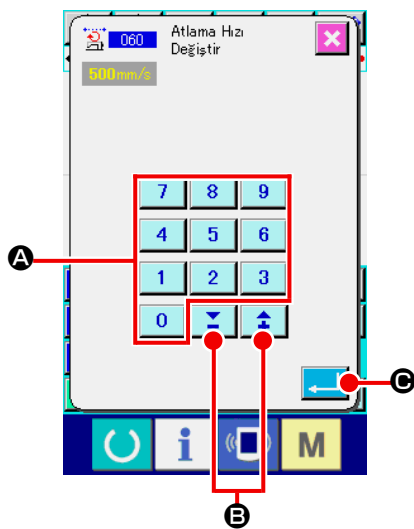 060
Atlama Hızı
Değiştir
500mm/s
7 8 9
4 5 6
1 2 3
0
A
B
C
i
M